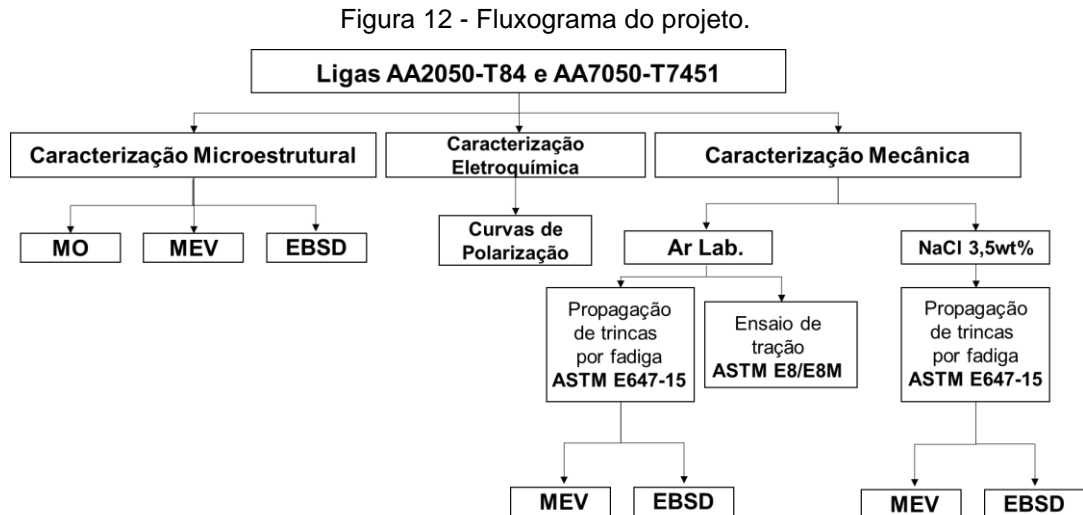 Figura 12 - Fluxograma do projeto.
Ligas AA2050-T84 e AA7050-T7451
Caracterização Microestrutural
Caracterização
Eletroquímica
Caracterização Mecânica
MO
MEV
EBSD
Curvas de
Polarização
Ar Lab.
NaCl 3,5wt%
Propagação
de trincas
por fadiga
ASTM E647-15
Ensaio de
tração
ASTM E8/E8M
Propagação
de trincas
por fadiga
ASTM E647-15
MEV
EBSD
MEV
EBSD